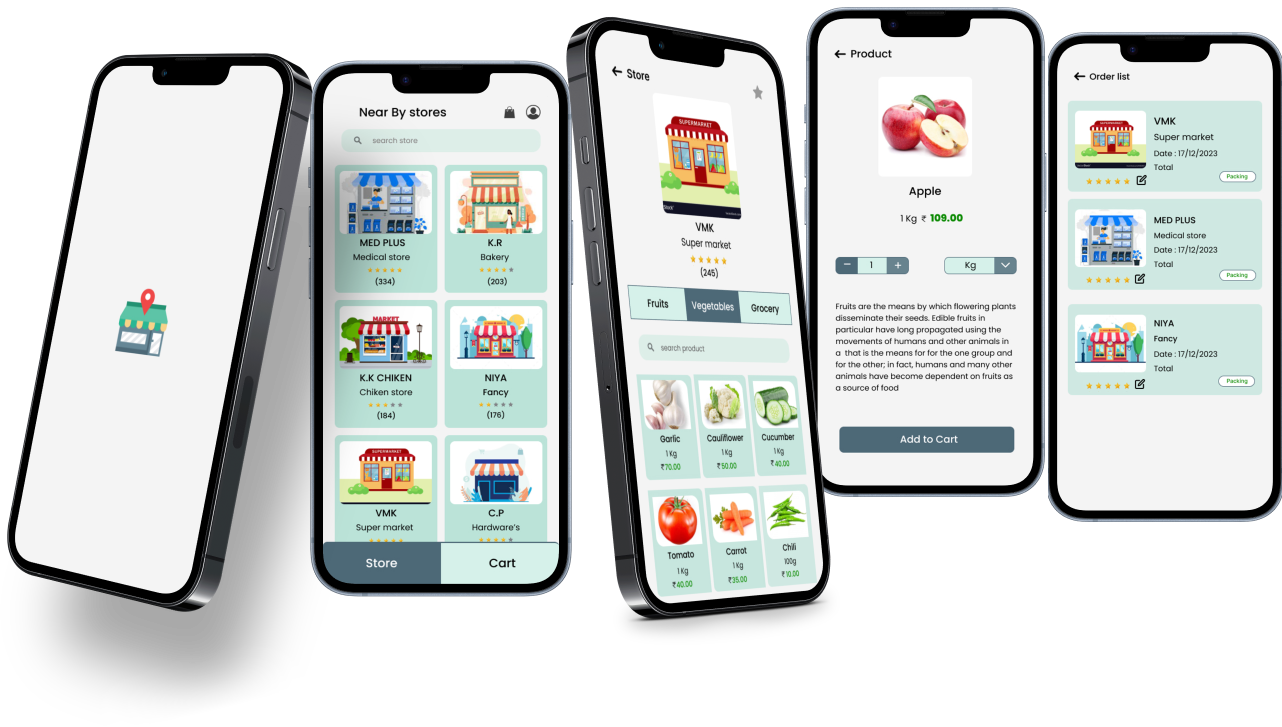 Near By stores
search store
MED PLUS
Medical store
(334)
K.R
Bakery
(203)
MARKET
K.K CHIKEN
Chiken store
(184)
NIYA
Fancy
(176)
SUPERMARKET
VMK
Super market
C.P
Hardware's
Store
Cart
Store
SUPERMARKET
VMK
Super market
(245)
Fruits
Vegetables
Grocery
search product
Garlic
1 Kg
₹70.00
Cauliflower
1 Kg
₹50.00
Cucumber
1 Kg
₹40.00
Tomato
1 Kg
₹40.00
Carrot
1 Kg
₹35.00
Chili
100g
₹10.00
Product
Apple
1 Kg ₹ 109.00
1
Kg
Fruits are the means by which flowering plants
disseminate their seeds. Edible fruits in
particular have long propagated using the
movements of humans and other animals in
a that is the means for for the one group and
for the other; in fact, humans and many other
animals have become dependent on fruits as
a source of food
Add to Cart
Order list
SUPERMARKET
VMK
Super market
Date : 17/12/2023
Total
Packing
MED PLUS
Medical store
Date : 17/12/2023
Total
Packing
NIYA
Fancy
Date : 17/12/2023
Total
Packing